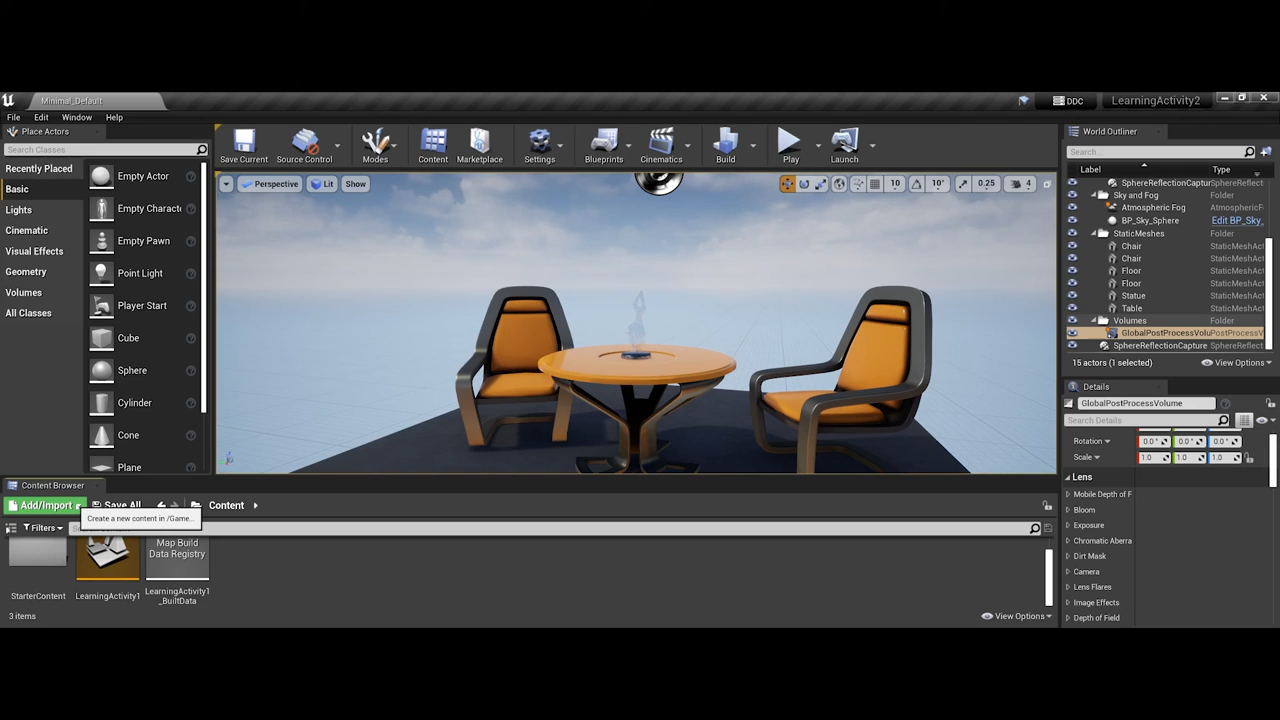 Minimal_Default
DDC
LearningActivity2
File Edit Window Help
Place Actors
Search Classes
Recently Placed
Basic
Lights
Cinematic
Visual Effects
Geometry
Volumes
All Classes
Empty Actor
Empty Charact
Empty Pawn
Point Light
Player Start
Cube
Sphere
Cylinder
Cone
Plane
Save Current
Source Control
Modes
Content
Marketplace
Settings
Blueprints
Cinematics
Build
Play
Launch
Perspective
Lit
Show
10
10°
0.25
4
World Outliner
Search...
Label Type
SphereReflectionCaptur SphereReflect
Sky and Fog Folder
Atmospheric Fog AtmosphericF
BP_Sky_Sphere Edit BP_Sky_
StaticMeshes Folder
Chair StaticMeshAct
Chair StaticMeshAct
Floor StaticMeshAct
Floor StaticMeshAct
Statue StaticMeshAct
Table StaticMeshAct
Volumes Folder
GlobalPostProcessVolu PostProcessV
SphereReflectionCapture SphereReflect
15 actors (1 selected)
View Options
Details
GlobalPostProcessVolume
Search Details
Rotation 0.0° 0.0° 0.0°
Scale 1.0 1.0 1.0
Lens
Mobile Depth of F
Bloom
Exposure
Chromatic Aberra
Dirt Mask
Camera
Lens Flares
Image Effects
Depth of Field
Content Browser
Add/Import
Save All
Content
Create a new content in /Game...
Filters
Map Build
Data Registry
StarterContent
LearningActivity1
LearningActivity1
_BuiltData
3 items
View Options